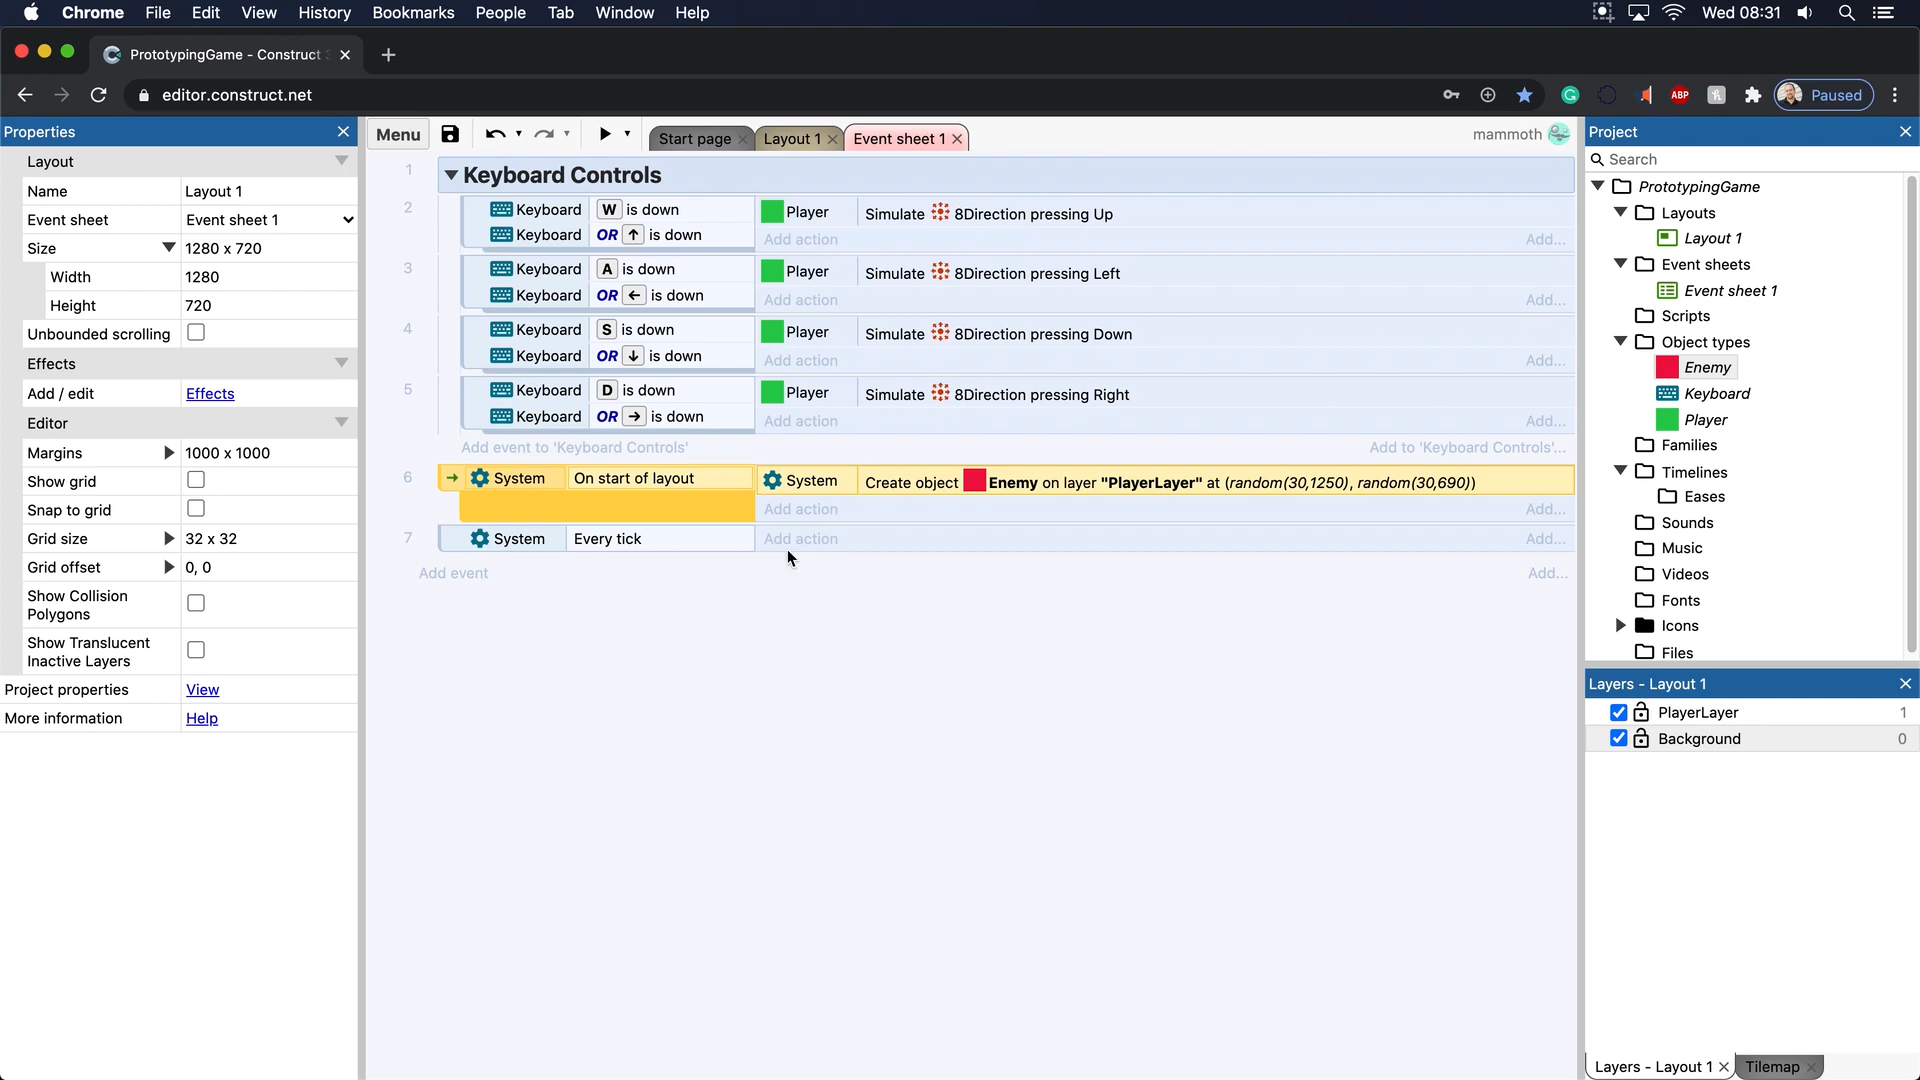 Chrome File Edit View History Bookmarks People Tab Window Help Wed 08:31
PrototypingGame - Construct
editor.construct.net ABP Paused
Properties
Layout
Name Layout 1
Event sheet Event sheet 1
Size 1280 x 720
Width 1280
Height 720
Unbounded scrolling
Effects
Add / edit Effects
Editor
Margins 1000 x 1000
Show grid
Snap to grid
Grid size 32 x 32
Grid offset 0, 0
Show Collision
Polygons
Show Translucent
Inactive Layers
Project properties View
More information Help
Menu Start page Layout 1 Event sheet 1 mammoth
1 Keyboard Controls
2 Keyboard W is down Player Simulate 8Direction pressing Up
Keyboard OR ↑ is down Add action Add...
3 Keyboard A is down Player Simulate 8Direction pressing Left
Keyboard OR ← is down Add action Add...
4 Keyboard S is down Player Simulate 8Direction pressing Down
Keyboard OR ↓ is down Add action Add...
5 Keyboard D is down Player Simulate 8Direction pressing Right
Keyboard OR → is down Add action Add...
Add event to 'Keyboard Controls' Add to 'Keyboard Controls'...
6 System On start of layout System Create object Enemy on layer "PlayerLayer" at (random(30,1250), random(30,690))
Add action Add...
7 System Every tick Add action Add...
Add event Add...
Project
Search
PrototypingGame
Layouts
Layout 1
Event sheets
Event sheet 1
Scripts
Object types
Enemy
Keyboard
Player
Families
Timelines
Eases
Sounds
Music
Videos
Fonts
Icons
Files
Layers - Layout 1
PlayerLayer 1
Background 0
Layers - Layout 1 Tilemap